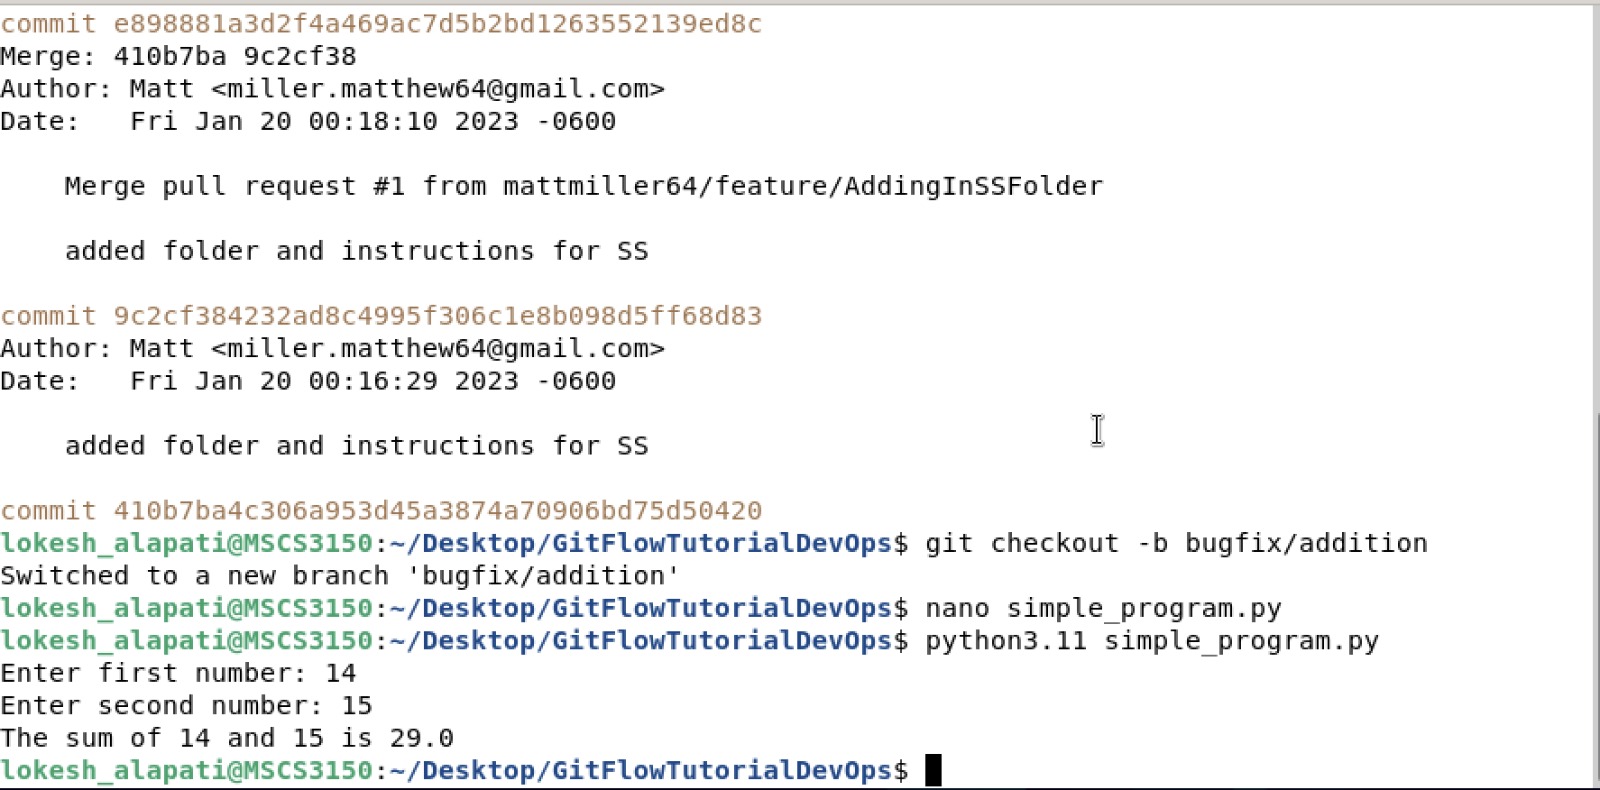 commit e898881a3d2f4a469ac7d5b2bd1263552139ed8c
Merge: 410b7ba 9c2cf38
Author: Matt <miller.matthew64@gmail.com>
Date:   Fri Jan 20 00:18:10 2023 -0600
    Merge pull request #1 from mattmiller64/feature/AddingInSSFolder
    added folder and instructions for SS
commit 9c2cf384232ad8c4995f306c1e8b098d5ff68d83
Author: Matt <miller.matthew64@gmail.com>
Date:   Fri Jan 20 00:16:29 2023 -0600
    added folder and instructions for SS
commit 410b7ba4c306a953d45a3874a70906bd75d50420
lokesh_alapati@MSCS3150:~/Desktop/GitFlowTutorialDevOps$ git checkout -b bugfix/addition
Switched to a new branch 'bugfix/addition'
lokesh_alapati@MSCS3150:~/Desktop/GitFlowTutorialDevOps$ nano simple_program.py
lokesh_alapati@MSCS3150:~/Desktop/GitFlowTutorialDevOps$ python3.11 simple_program.py
Enter first number: 14
Enter second number: 15
The sum of 14 and 15 is 29.0
lokesh_alapati@MSCS3150:~/Desktop/GitFlowTutorialDevOps$